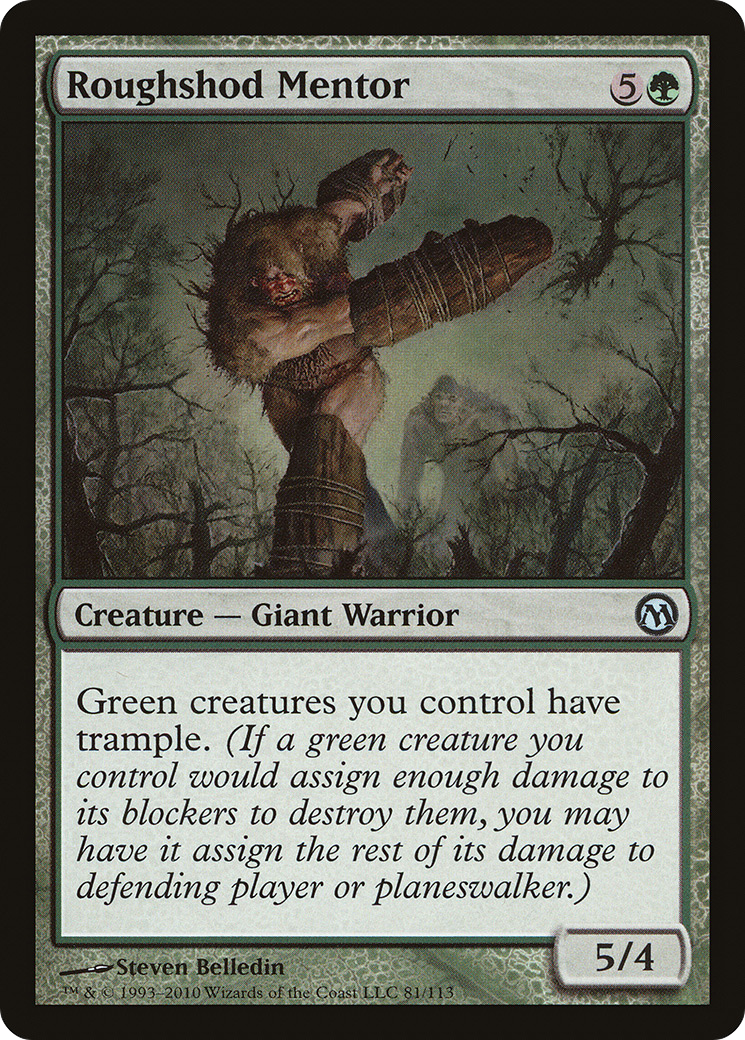 Roughshod Mentor 5
Creature — Giant Warrior
Green creatures you control have
trample. (If a green creature you
control would assign enough damage to
its blockers to destroy them, you may
have it assign the rest of its damage to
defending player or planeswalker.)
5/4
Steven Belledin
™ & © 1993–2010 Wizards of the Coast LLC 81/113